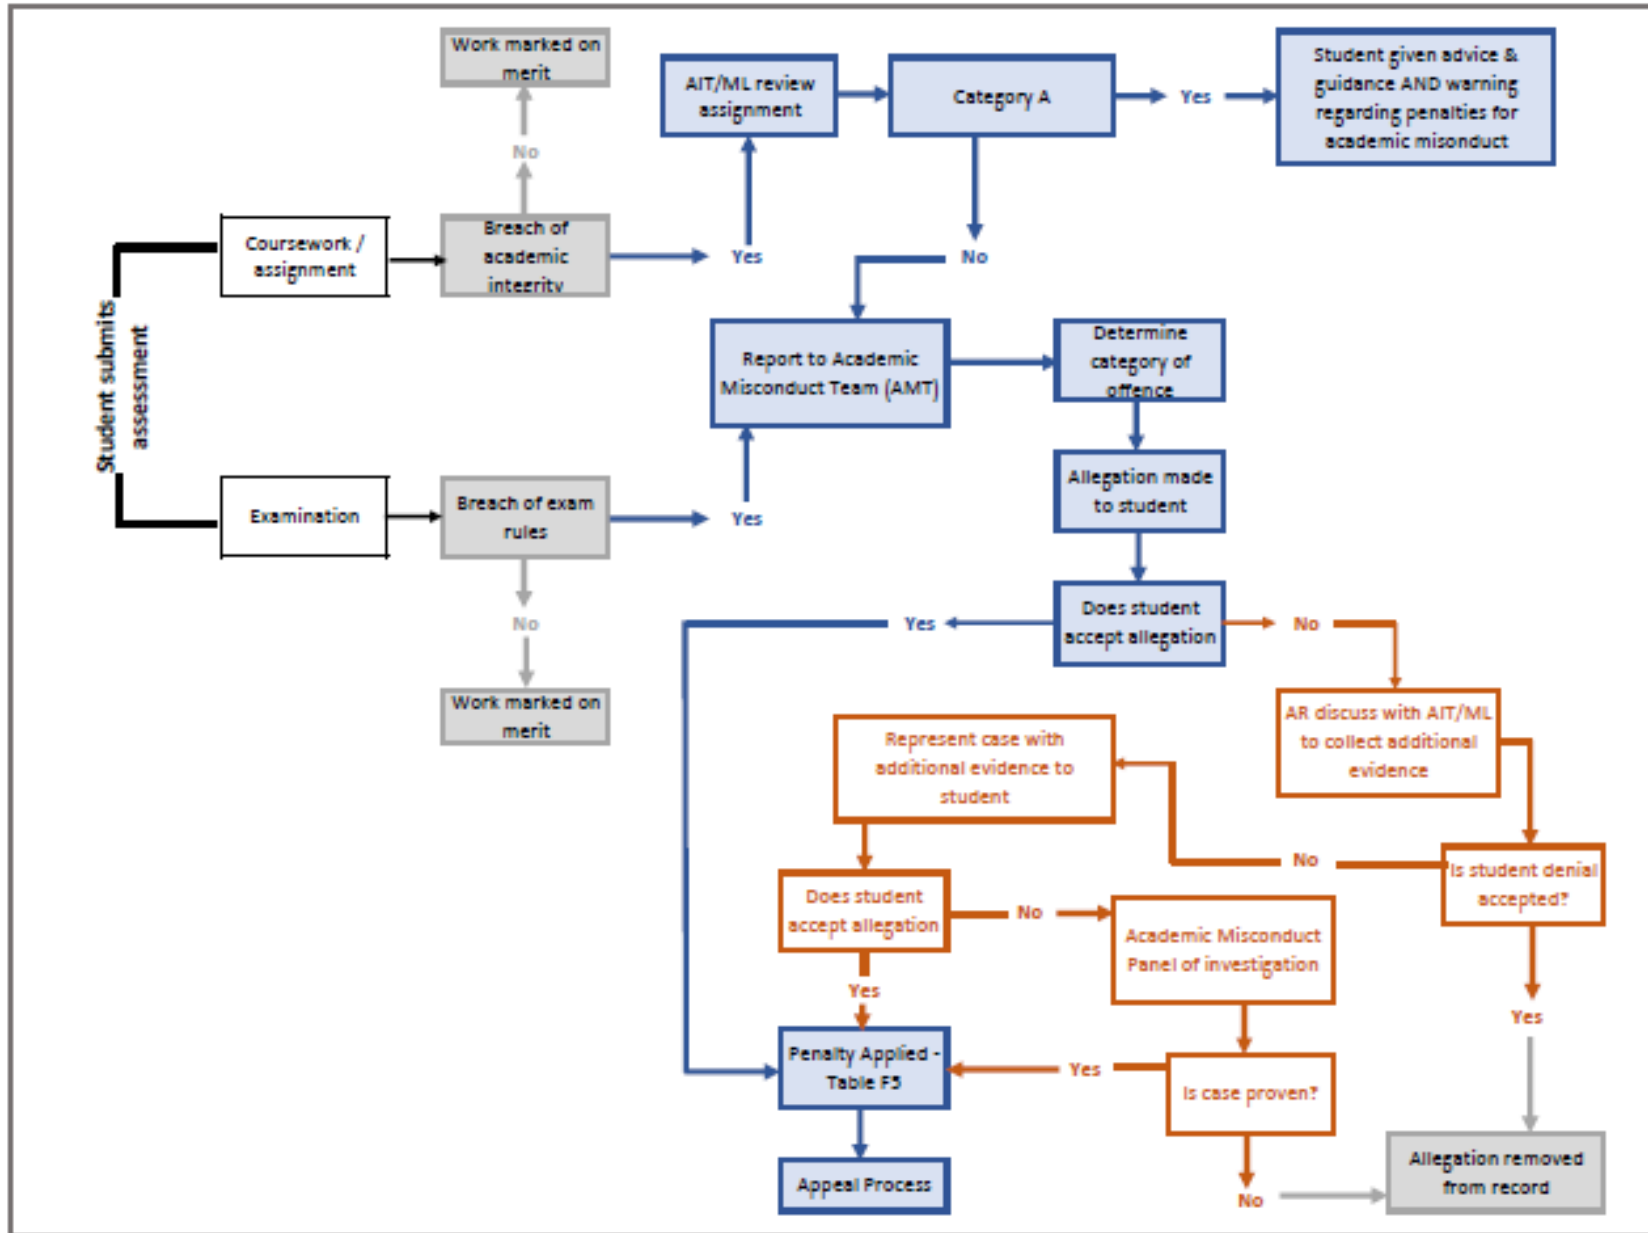 Work marked on
merit
No
AIT/ML review
assignment
Category A
Yes
Student given advice &
guidance AND warning
regarding penalties for
academic misonduct
Student submits
assessment
Coursework /
assignment
Breach of
academic
integrity
Yes
No
Report to Academic
Misconduct Team (AMT)
Determine
category of
offence
Allegation made
to student
Examination
Breach of exam
rules
Yes
No
Work marked on
merit
Does student
accept allegation
Yes
No
AR discuss with AIT/ML
to collect additional
evidence
Represent case with
additional evidence to
student
No
Is student denial
accepted?
Does student
accept allegation
No
Academic Misconduct
Panel of investigation
Yes
Yes
Penalty Applied -
Table F5
Yes
Is case proven?
Appeal Process
No
Allegation removed
from record